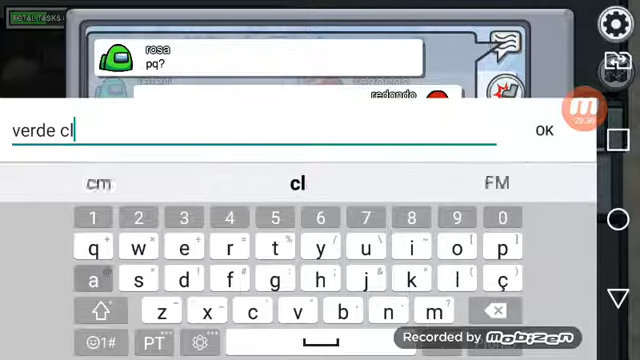 TOTAL TASKS
rosa
pq?
redondo
verde cl
OK
cm cl FM
1 2 3 4 5 6 7 8 9 0
q w e r t y u i o p
a s d f g h j k l ç
z x c v b n m
1# PT
Recorded by
Mobizen